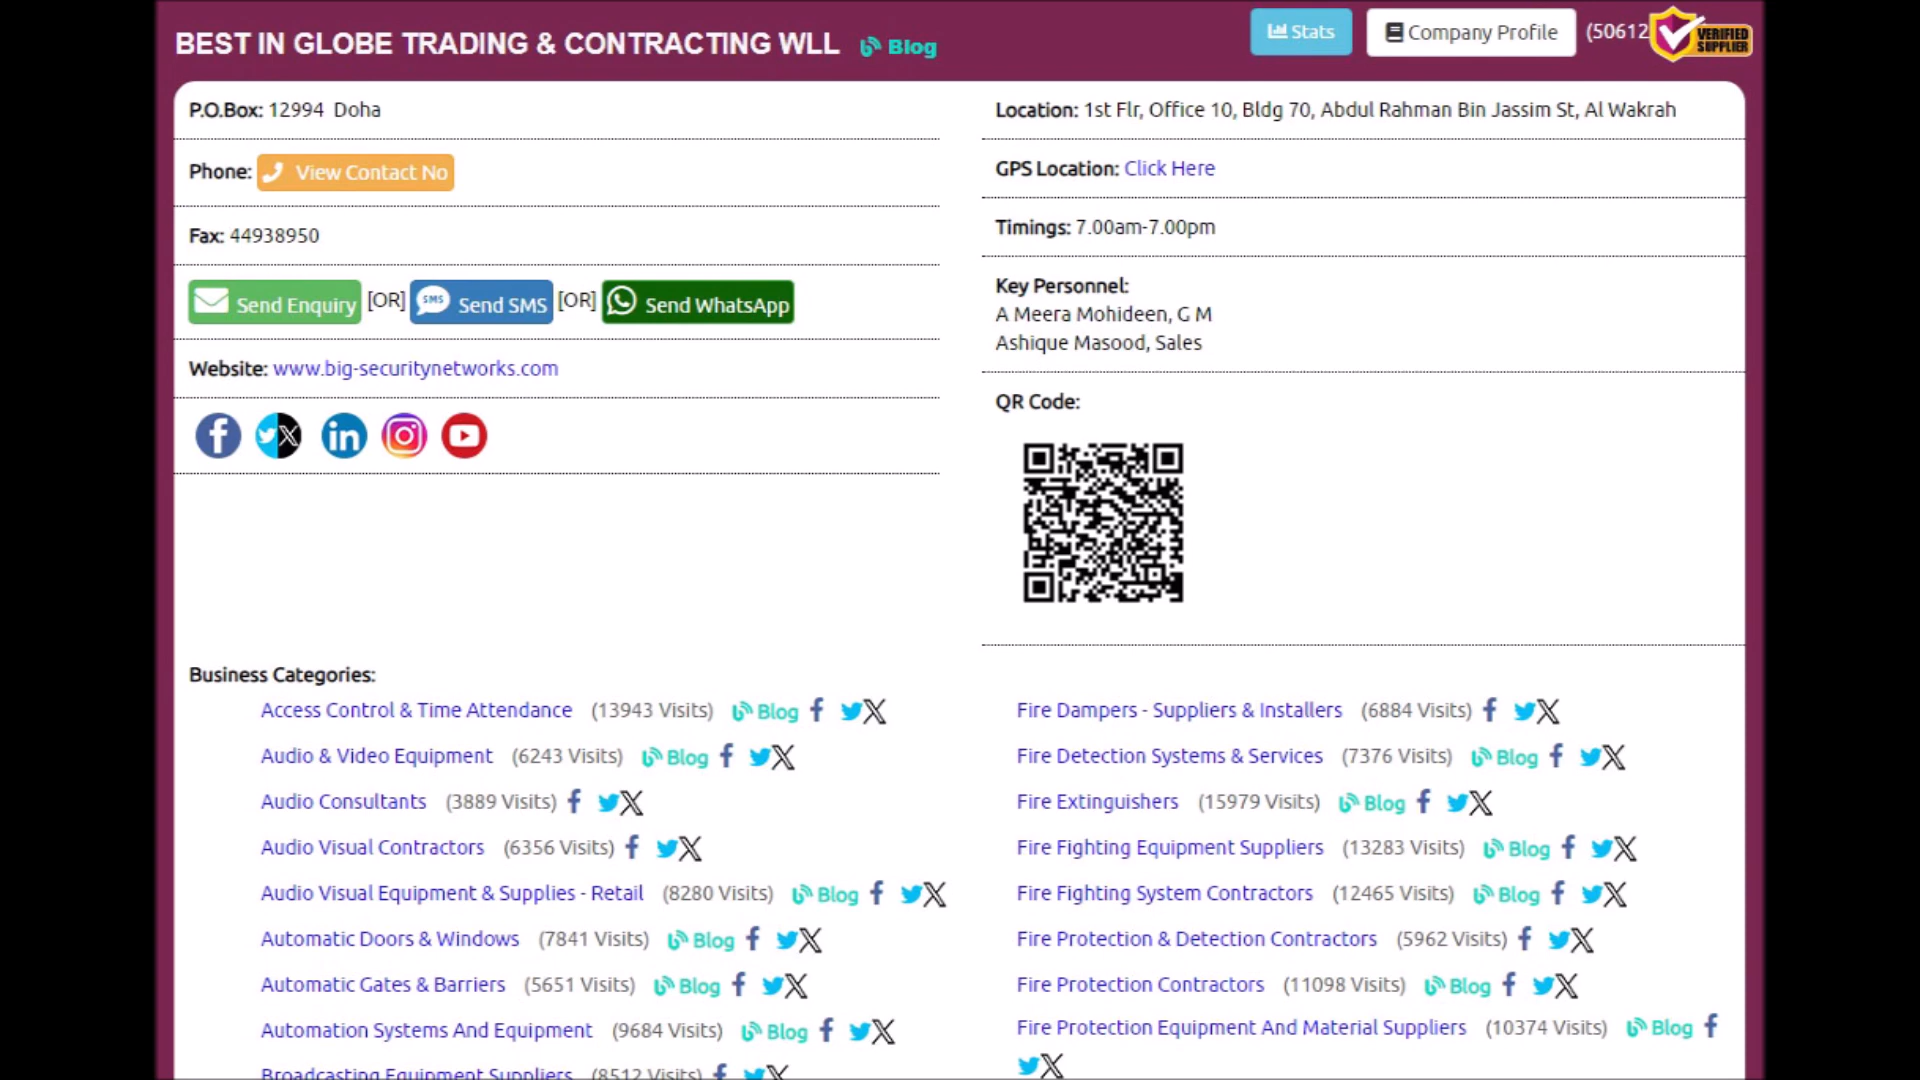 BEST IN GLOBE TRADING & CONTRACTING WLL Blog
Stats
Company Profile
(50612
VERIFIED SUPPLIER
P.O.Box: 12994 Doha
Phone: View Contact No
Fax: 44938950
Send Enquiry [OR] SMS Send SMS [OR] Send WhatsApp
Website: www.big-securitynetworks.com
Location: 1st Flr, Office 10, Bldg 70, Abdul Rahman Bin Jassim St, Al Wakrah
GPS Location: Click Here
Timings: 7.00am-7.00pm
Key Personnel:
A Meera Mohideen, G M
Ashique Masood, Sales
QR Code:
Business Categories:
Access Control & Time Attendance (13943 Visits) Blog
Audio & Video Equipment (6243 Visits) Blog
Audio Consultants (3889 Visits)
Audio Visual Contractors (6356 Visits)
Audio Visual Equipment & Supplies - Retail (8280 Visits) Blog
Automatic Doors & Windows (7841 Visits) Blog
Automatic Gates & Barriers (5651 Visits) Blog
Automation Systems And Equipment (9684 Visits) Blog
Broadcasting Equipment Suppliers (8512 Visits)
Fire Dampers - Suppliers & Installers (6884 Visits)
Fire Detection Systems & Services (7376 Visits) Blog
Fire Extinguishers (15979 Visits) Blog
Fire Fighting Equipment Suppliers (13283 Visits) Blog
Fire Fighting System Contractors (12465 Visits) Blog
Fire Protection & Detection Contractors (5962 Visits)
Fire Protection Contractors (11098 Visits) Blog
Fire Protection Equipment And Material Suppliers (10374 Visits) Blog